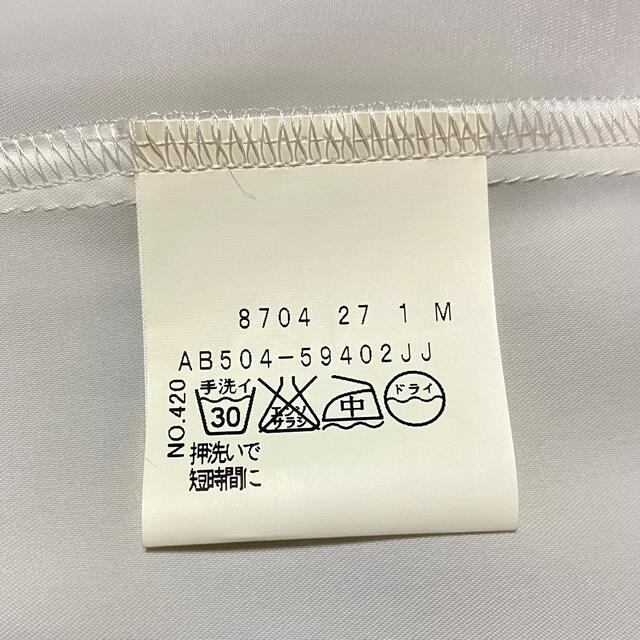 8704 27 1 M
AB504-59402JJ
NO.420
手洗イ
30
エンソ
サラシ
中
ドライ
押洗いで
短時間に